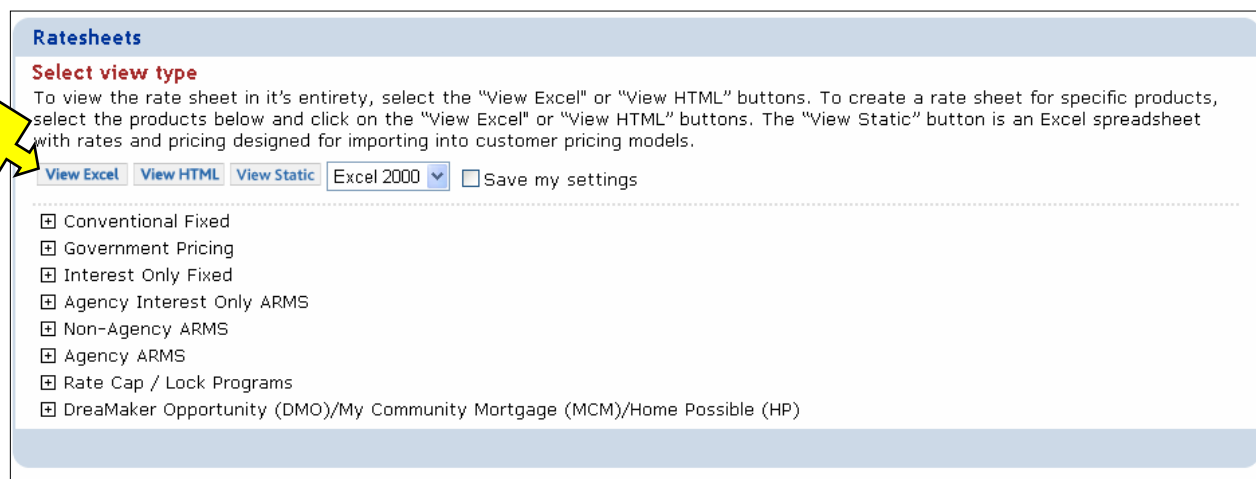 Ratesheets
Select view type
To view the rate sheet in it's entirety, select the “View Excel" or “View HTML” buttons. To create a rate sheet for specific products,
select the products below and click on the “View Excel" or “View HTML” buttons. The “View Static” button is an Excel spreadsheet
with rates and pricing designed for importing into customer pricing models.
View Excel View HTML View Static Excel 2000 Save my settings
Conventional Fixed
Government Pricing
Interest Only Fixed
Agency Interest Only ARMS
Non-Agency ARMS
Agency ARMS
Rate Cap / Lock Programs
DreaMaker Opportunity (DMO)/My Community Mortgage (MCM)/Home Possible (HP)